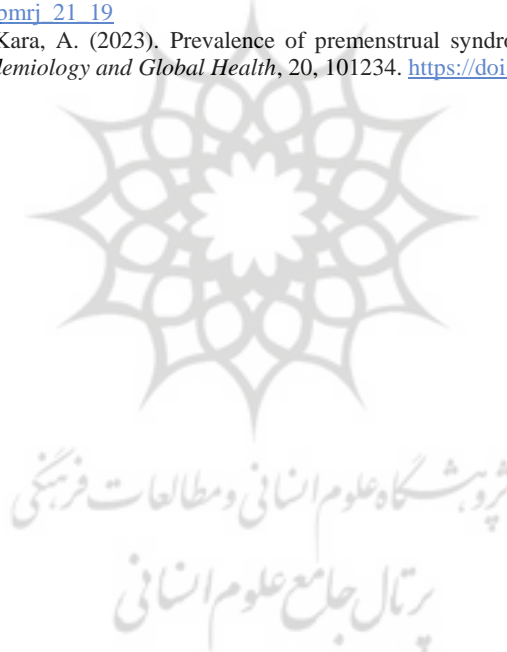 omrj_21_19
Kara, A. (2023). Prevalence of premenstrual syndro
demiology and Global Health, 20, 101234. https://doi
پژوهشگاه علوم انسانی و مطالعات فرهنگی
پرتال جامع علوم انسانی